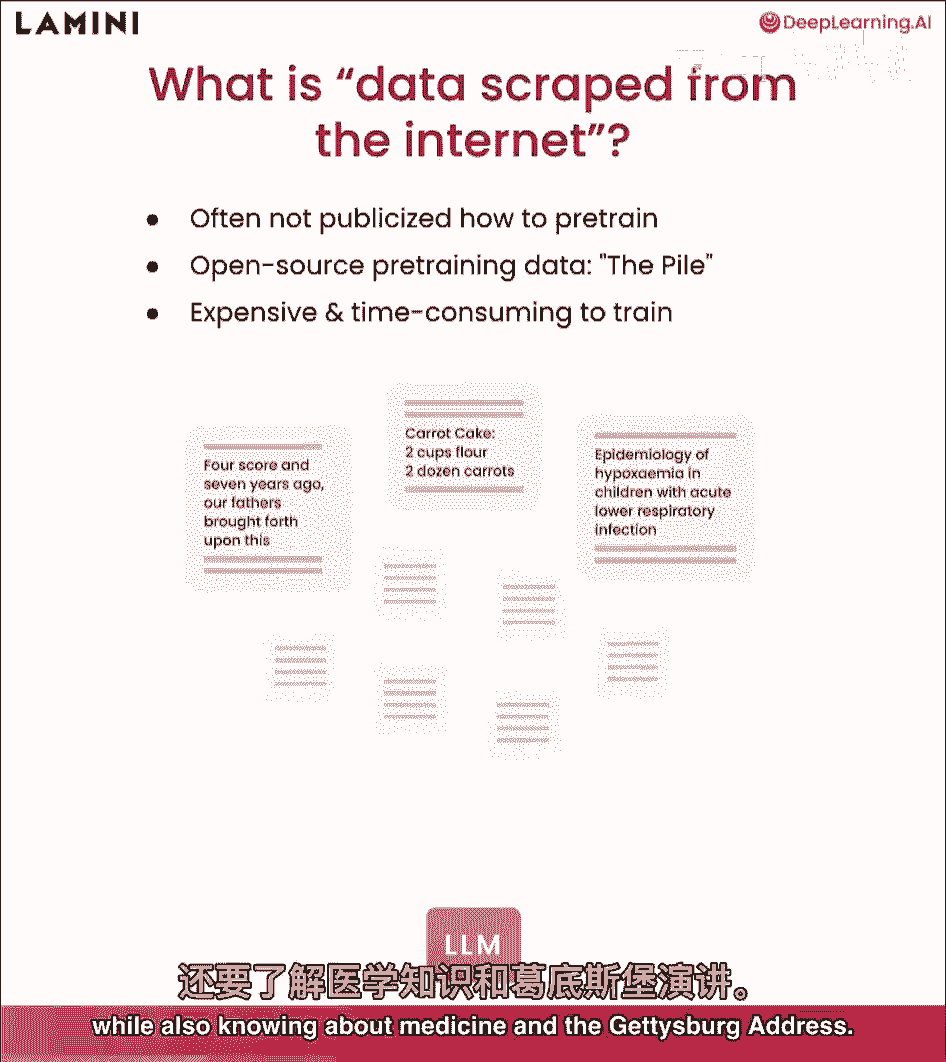 LAMINI
DeepLearning.AI
What is “data scraped from
the internet”?
● Often not publicized how to pretrain
● Open-source pretraining data: "The Pile"
● Expensive & time-consuming to train
Carrot Cake:
2 cups flour
2 dozen carrots
Four score and
seven years ago,
our fathers
brought forth
upon this
Epidemiology of
hypoxaemia in
children with acute
lower respiratory
infection
LLM
还要了解医学知识和葛底斯堡演讲。
while also knowing about medicine and the Gettysburg Address.